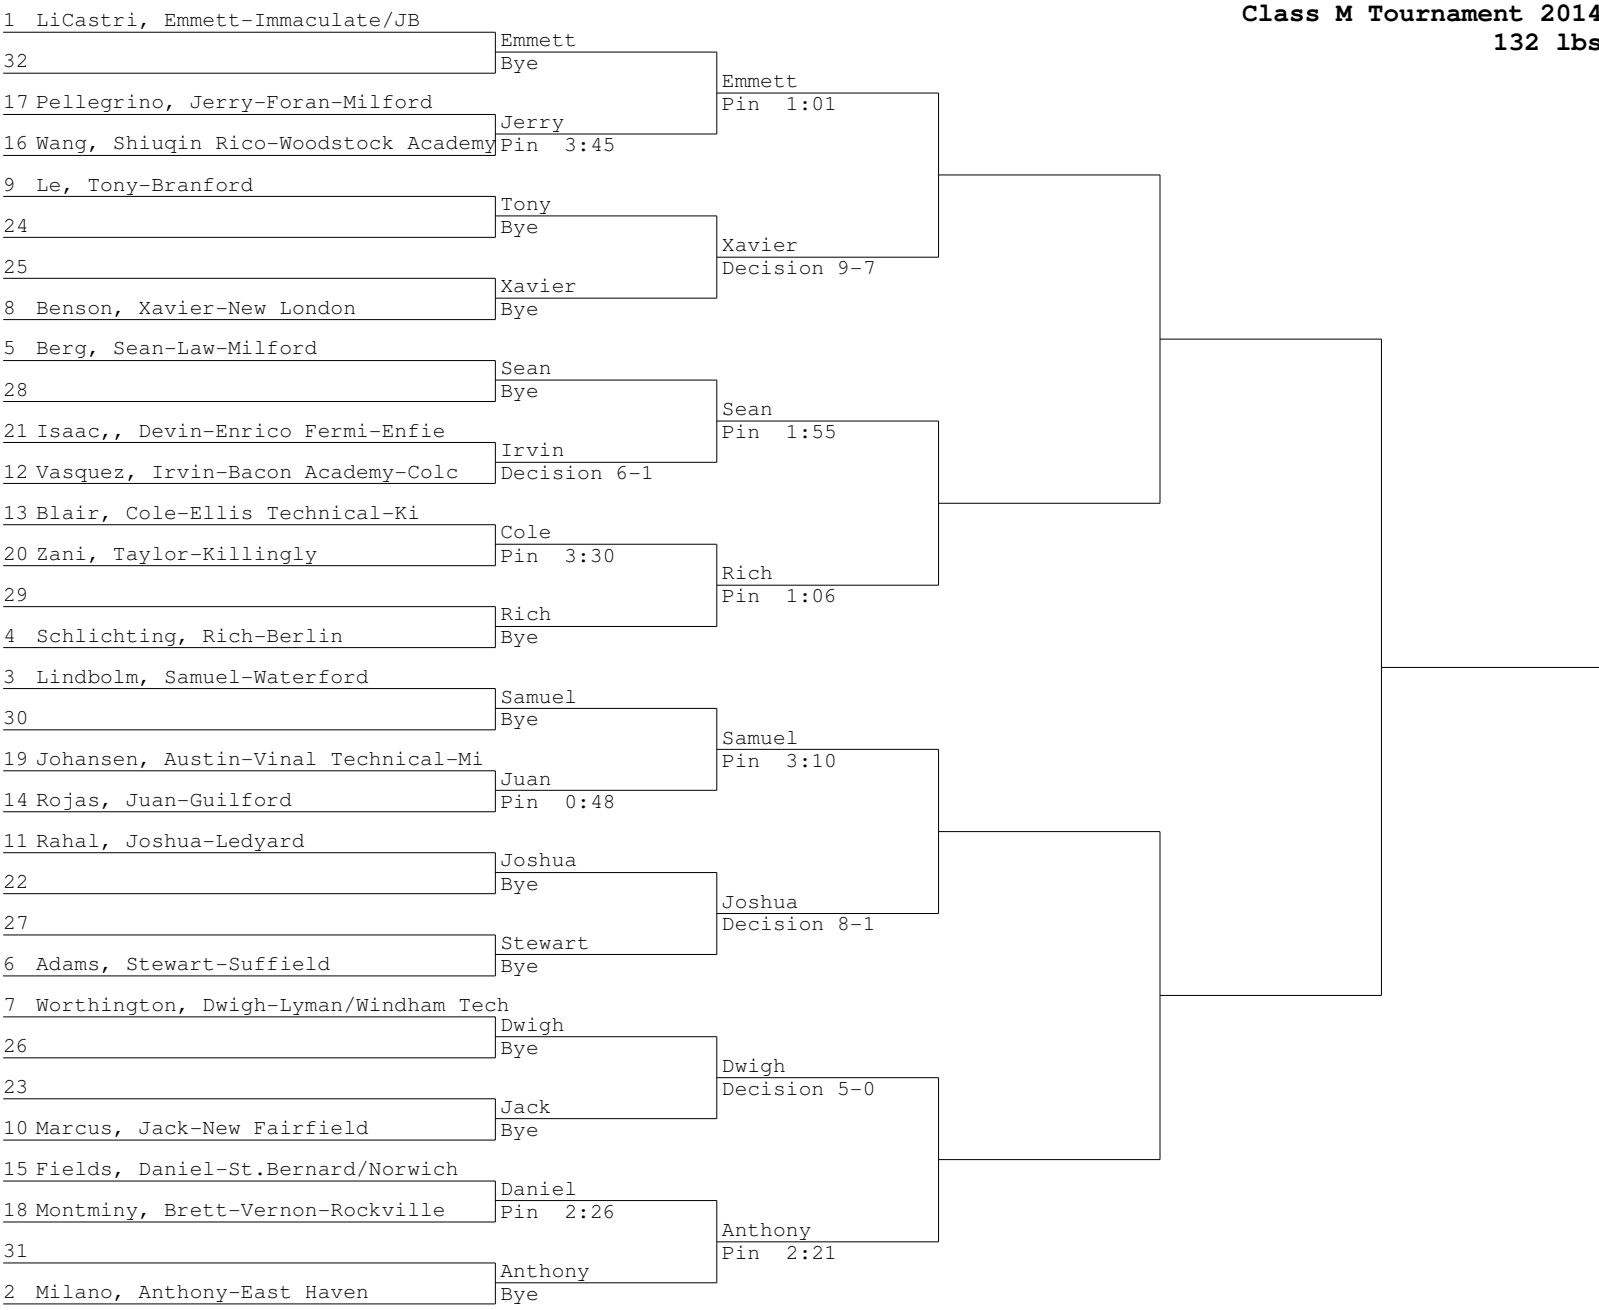 Class M Tournament 2014
132 lbs
1 LiCastri, Emmett-Immaculate/JB
Emmett
32
Bye
Emmett
17 Pellegrino, Jerry-Foran-Milford
Pin 1:01
Jerry
16 Wang, Shiuqin Rico-Woodstock Academy
Pin 3:45
9 Le, Tony-Branford
Tony
24
Bye
Xavier
25
Decision 9-7
Xavier
8 Benson, Xavier-New London
Bye
5 Berg, Sean-Law-Milford
Sean
28
Bye
Sean
21 Isaac,, Devin-Enrico Fermi-Enfie
Pin 1:55
Irvin
12 Vasquez, Irvin-Bacon Academy-Colc
Decision 6-1
13 Blair, Cole-Ellis Technical-Ki
Cole
20 Zani, Taylor-Killingly
Pin 3:30
Rich
29
Pin 1:06
Rich
4 Schlichting, Rich-Berlin
Bye
3 Lindbolm, Samuel-Waterford
Samuel
30
Bye
Samuel
19 Johansen, Austin-Vinal Technical-Mi
Pin 3:10
Juan
14 Rojas, Juan-Guilford
Pin 0:48
11 Rahal, Joshua-Ledyard
Joshua
22
Bye
Joshua
27
Decision 8-1
Stewart
6 Adams, Stewart-Suffield
Bye
7 Worthington, Dwigh-Lyman/Windham Tech
Dwigh
26
Bye
Dwigh
23
Decision 5-0
Jack
10 Marcus, Jack-New Fairfield
Bye
15 Fields, Daniel-St.Bernard/Norwich
Daniel
18 Montminy, Brett-Vernon-Rockville
Pin 2:26
Anthony
31
Pin 2:21
Anthony
2 Milano, Anthony-East Haven
Bye